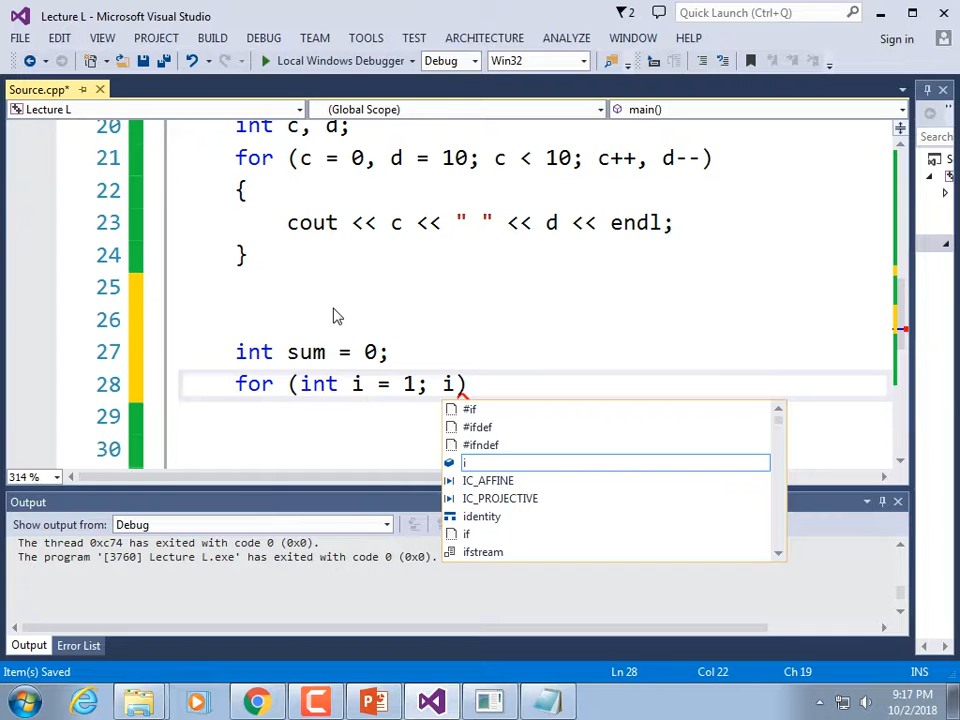 Lecture L - Microsoft Visual Studio
2
Quick Launch (Ctrl+Q)
FILE EDIT VIEW PROJECT BUILD DEBUG TEAM TOOLS TEST ARCHITECTURE ANALYZE WINDOW HELP
Sign in
Local Windows Debugger Debug Win32
Source.cpp*
Lecture L (Global Scope) main()
Search
20 int c, d;
21 for (c = 0, d = 10; c < 10; c++, d--)
22 {
23 cout << c << " " << d << endl;
24 }
25
26
27 int sum = 0;
28 for (int i = 1; i)
29
30
#if
#ifdef
#ifndef
i
IC_AFFINE
IC_PROJECTIVE
identity
if
ifstream
314 %
Output
Show output from: Debug
The thread 0xc74 has exited with code 0 (0x0).
The program '[3760] Lecture L.exe' has exited with code 0 (0x0).
Output Error List
Item(s) Saved Ln 28 Col 22 Ch 19 INS
9:17 PM
10/2/2018